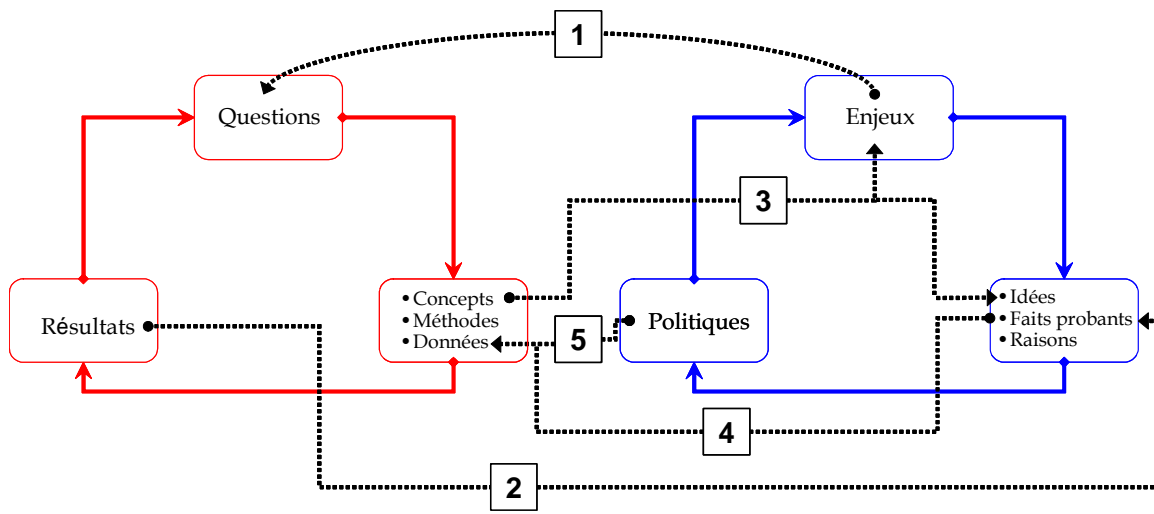 1
Questions
Enjeux
3
Résultats
• Concepts
• Méthodes
• Données
5
Politiques
• Idées
• Faits probants
• Raisons
4
2